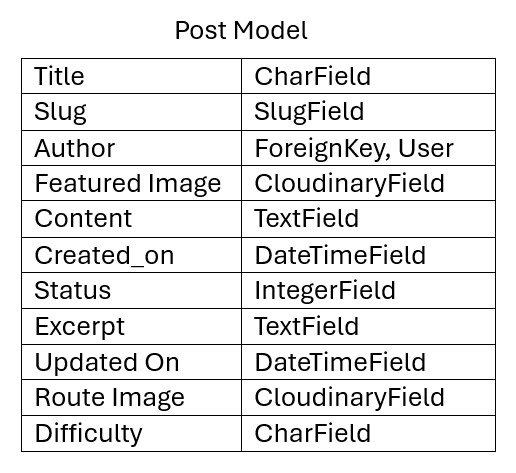 Post Model
Title CharField
Slug SlugField
Author ForeignKey, User
Featured Image CloudinaryField
Content TextField
Created_on DateTimeField
Status IntegerField
Excerpt TextField
Updated On DateTimeField
Route Image CloudinaryField
Difficulty CharField